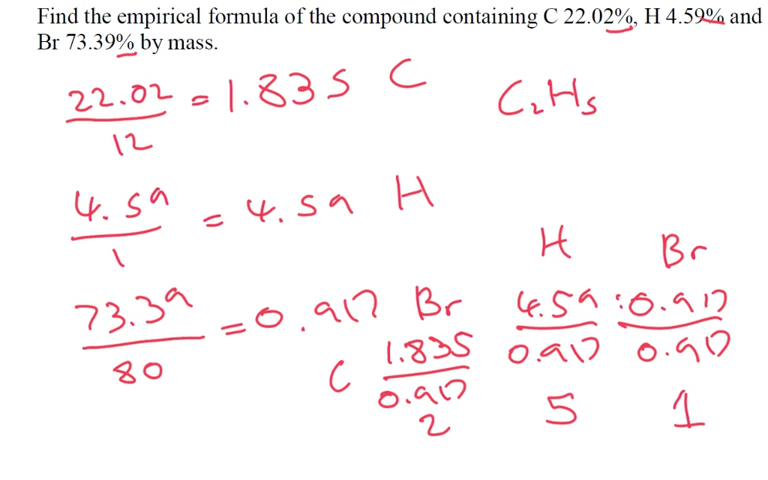 Find the empirical formula of the compound containing C 22.02%, H 4.59% and
Br 73.39% by mass.
22.02 = 1.835 C
12
C₂H₅
4.59 = 4.59 H
1
H Br
73.39 = 0.917 Br
80
4.59 : 0.917
0.917 0.917
C 1.835
0.917
2 5 1